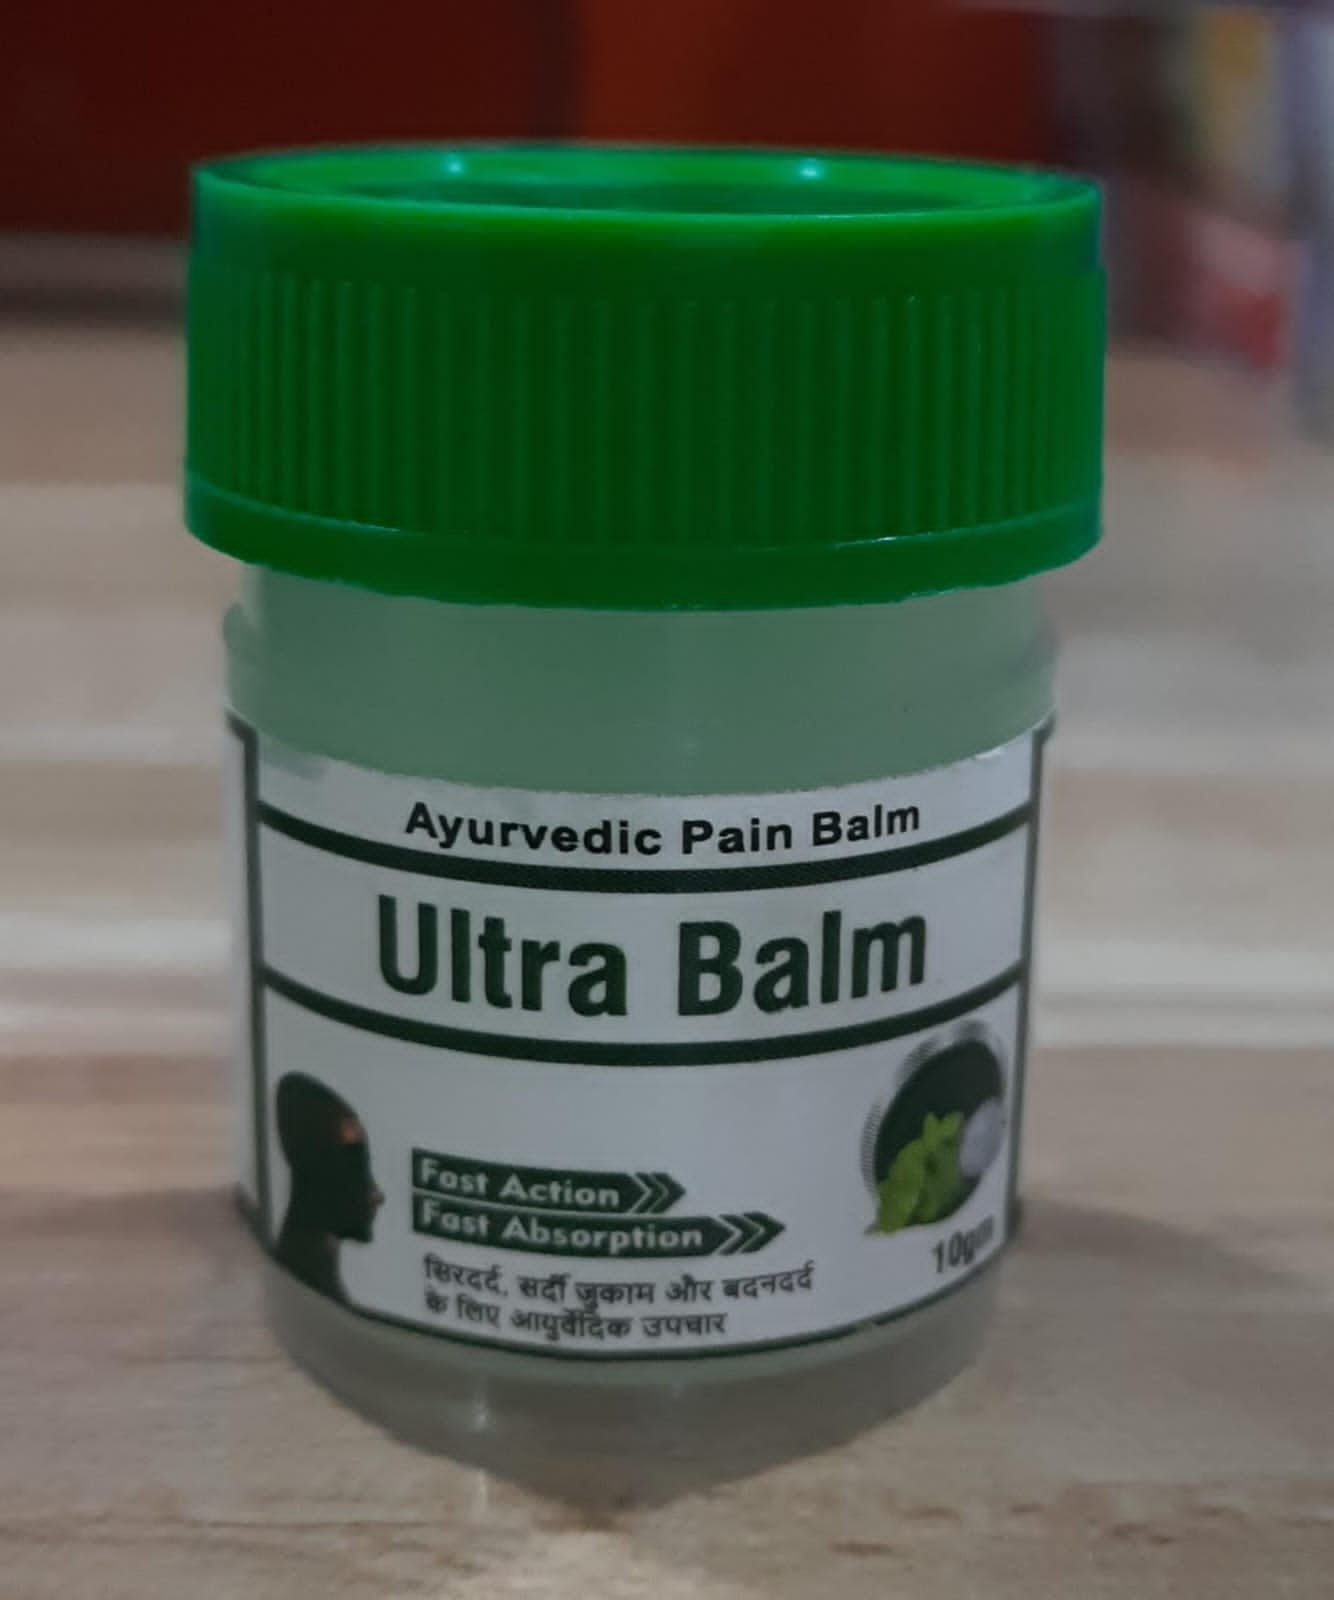 Ayurvedic Pain Balm
Ultra Balm
Fast Action
Fast Absorption
सिरदर्द, सर्दी जुकाम और बदनदर्द
के लिए आयुर्वेदिक उपचार
10gm